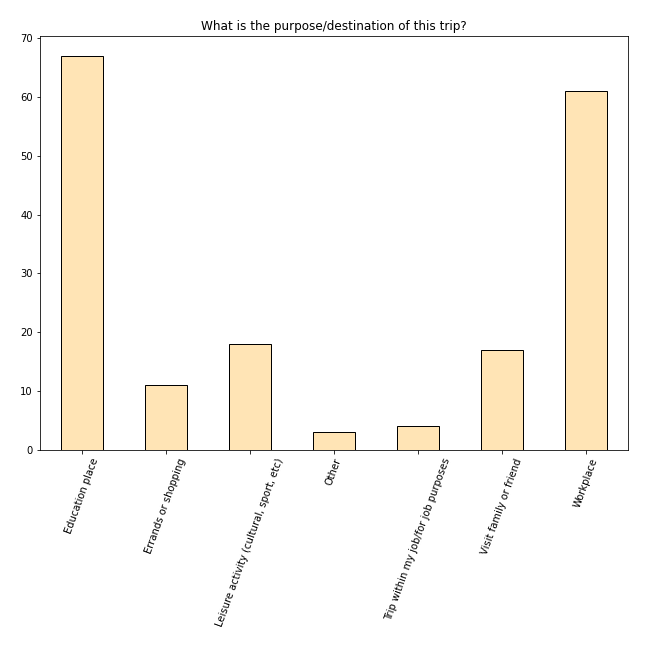 What is the purpose/destination of this trip?
70
60
50
40
30
20
10
0
Education place
Errands or shopping
Leisure activity (cultural, sport, etc)
Other
Trip within my job/for job purposes
Visit family or friend
Workplace